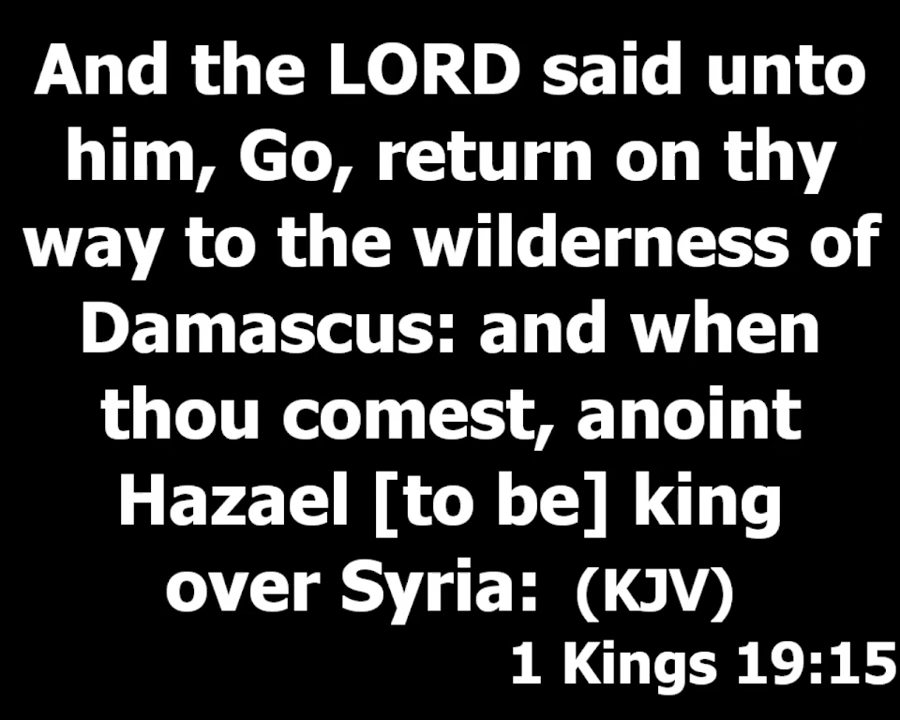 And the LORD said unto
him, Go, return on thy
way to the wilderness of
Damascus: and when
thou comest, anoint
Hazael [to be] king
over Syria: (KJV)
1 Kings 19:15